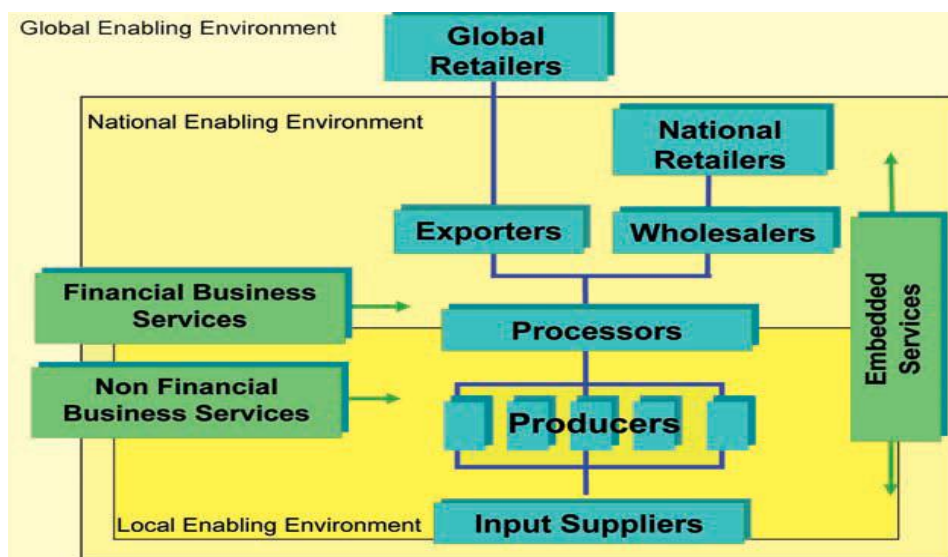 Global Enabling Environment
Global
Retailers
National Enabling Environment
National
Retailers
Exporters
Wholesalers
Financial Business
Services
Processors
Embedded
Services
Non Financial
Business Services
Producers
Local Enabling Environment
Input Suppliers